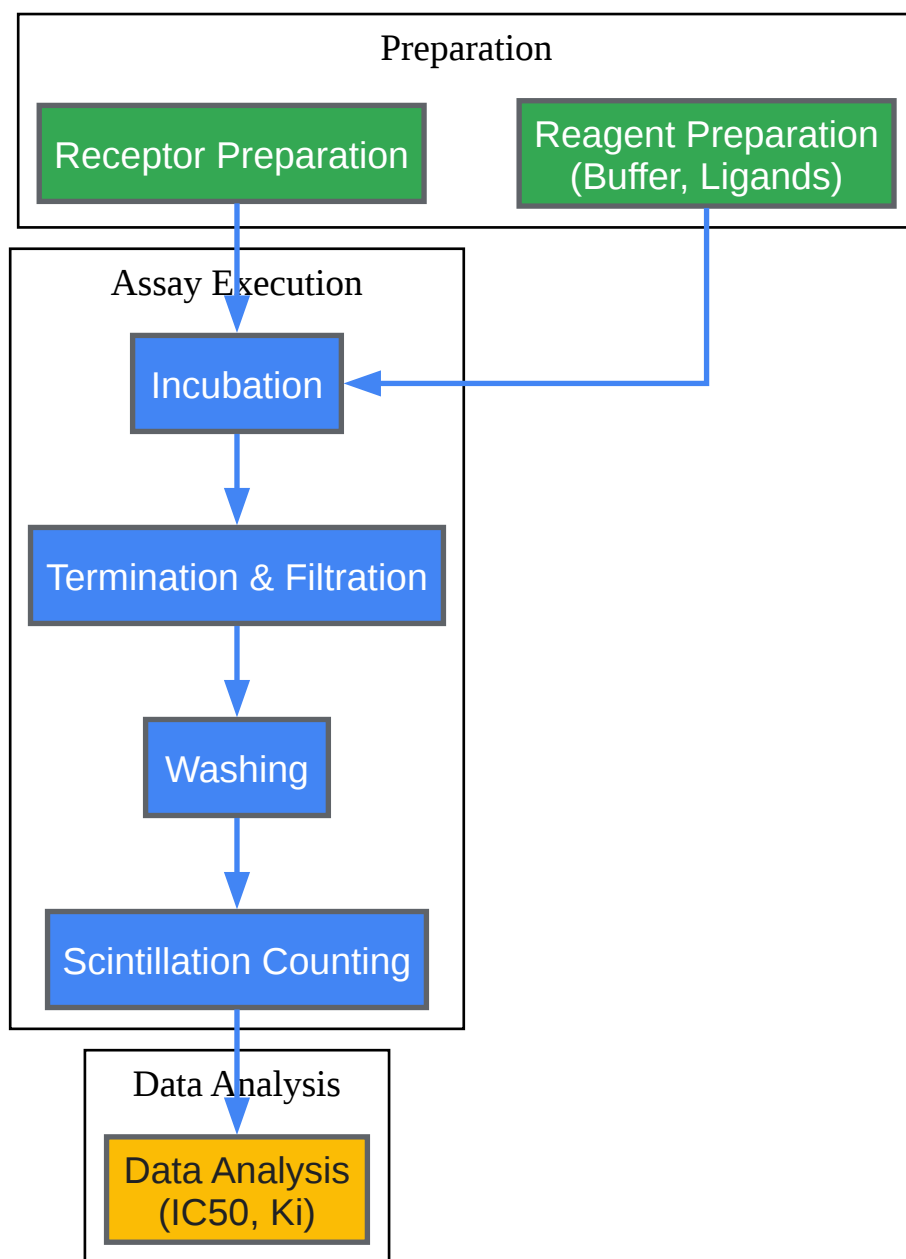 Preparation
Receptor Preparation
Reagent Preparation
(Buffer, Ligands)
Assay Execution
Incubation
Termination & Filtration
Washing
Scintillation Counting
Data Analysis
Data Analysis
(IC50, Ki)